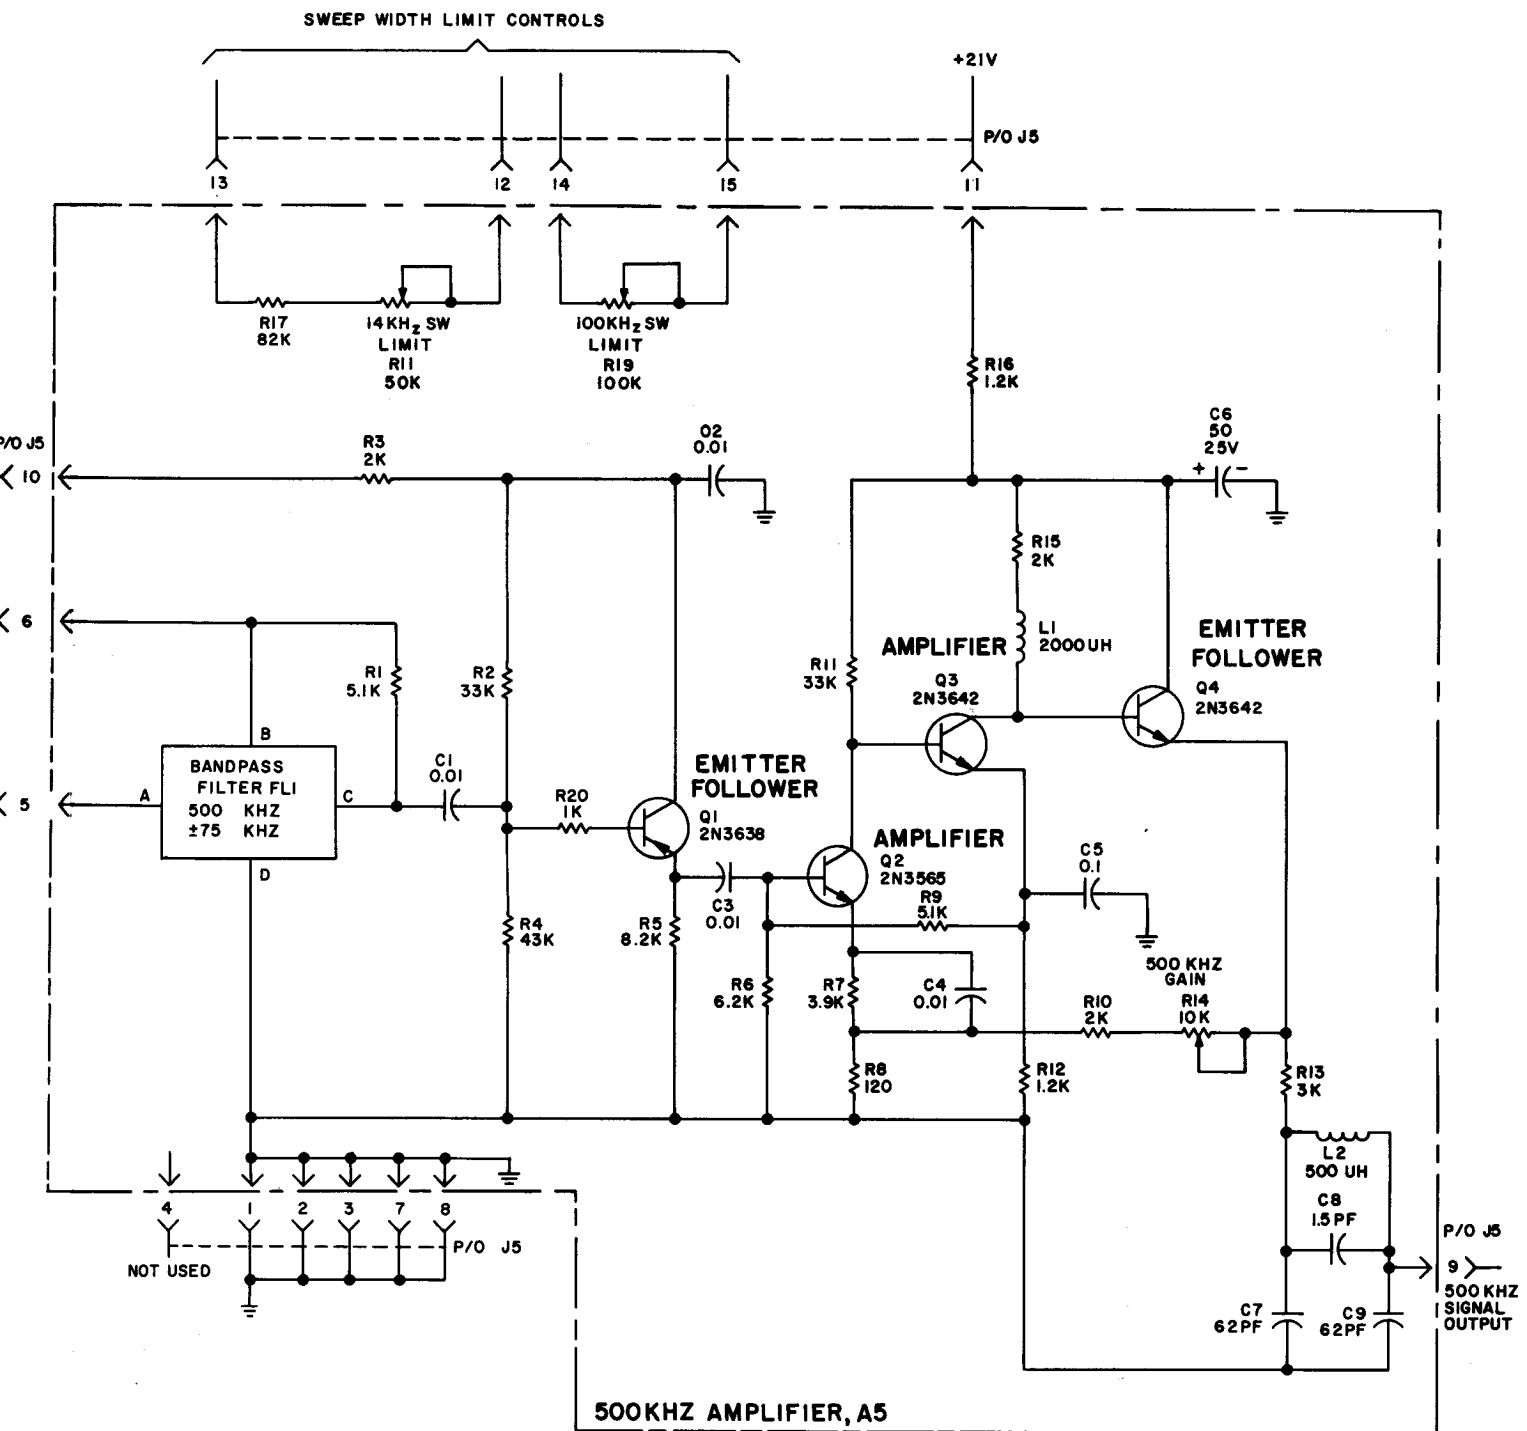 SWEEP WIDTH LIMIT CONTROLS
+21V
P/O J5
13
12
14
15
11
R17
82K
14KHz SW
LIMIT
R11
50K
100KHz SW
LIMIT
R19
100K
R16
1.2K
P/O J5
10
R3
2K
02
0.01
C6
50
25V
+
-
R15
2K
6
L1
2000UH
AMPLIFIER
EMITTER
FOLLOWER
R1
5.1K
R2
33K
R11
33K
Q3
2N3642
Q4
2N3642
B
BANDPASS
FILTER FL1
500 KHZ
±75 KHZ
A
C
D
5
C1
0.01
R20
1K
EMITTER
FOLLOWER
Q1
2N3638
AMPLIFIER
Q2
2N3565
C5
0.1
R9
5.1K
C3
0.01
R4
43K
R5
8.2K
500 KHZ
GAIN
R6
6.2K
R7
3.9K
C4
0.01
R10
2K
R14
10K
R8
120
R12
1.2K
R13
3K
L2
500 UH
C8
1.5PF
4
1
2
3
7
8
P/O J5
NOT USED
P/O J5
9
500 KHZ
SIGNAL
OUTPUT
C7
62PF
C9
62PF
500KHZ AMPLIFIER, A5